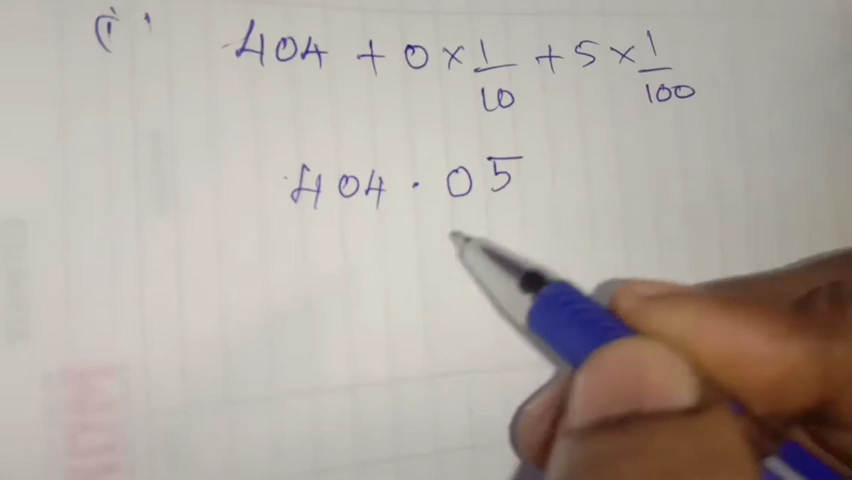 (i) 404 + 0 × 1/10 + 5 × 1/100
404.05